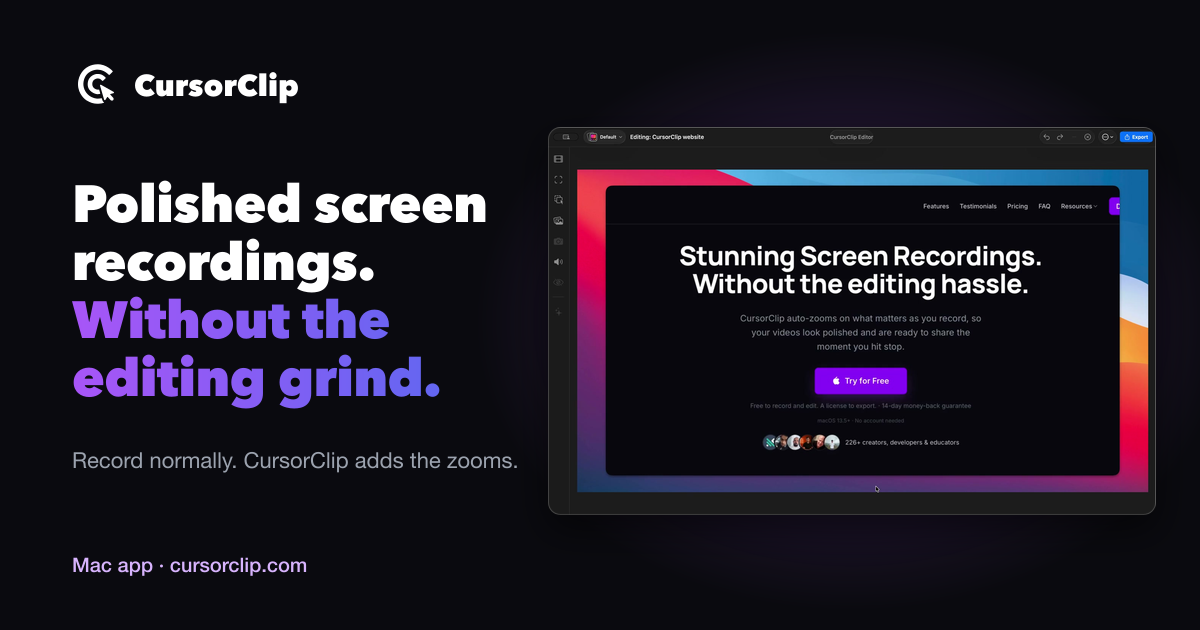 CursorClip
Polished screen
recordings.
Without the
editing grind.
Record normally. CursorClip adds the zooms.
Mac app · cursorclip.com
Default
Editing: CursorClip website
CursorClip Editor
Export
Features
Testimonials
Pricing
FAQ
Resources
D
Stunning Screen Recordings.
Without the editing hassle.
CursorClip auto-zooms on what matters as you record, so
your videos look polished and are ready to share the
moment you hit stop.
Try for Free
Free to record and edit. A license to export. · 14-day money-back guarantee
macOS 13.5+ · No account needed
226+ creators, developers & educators